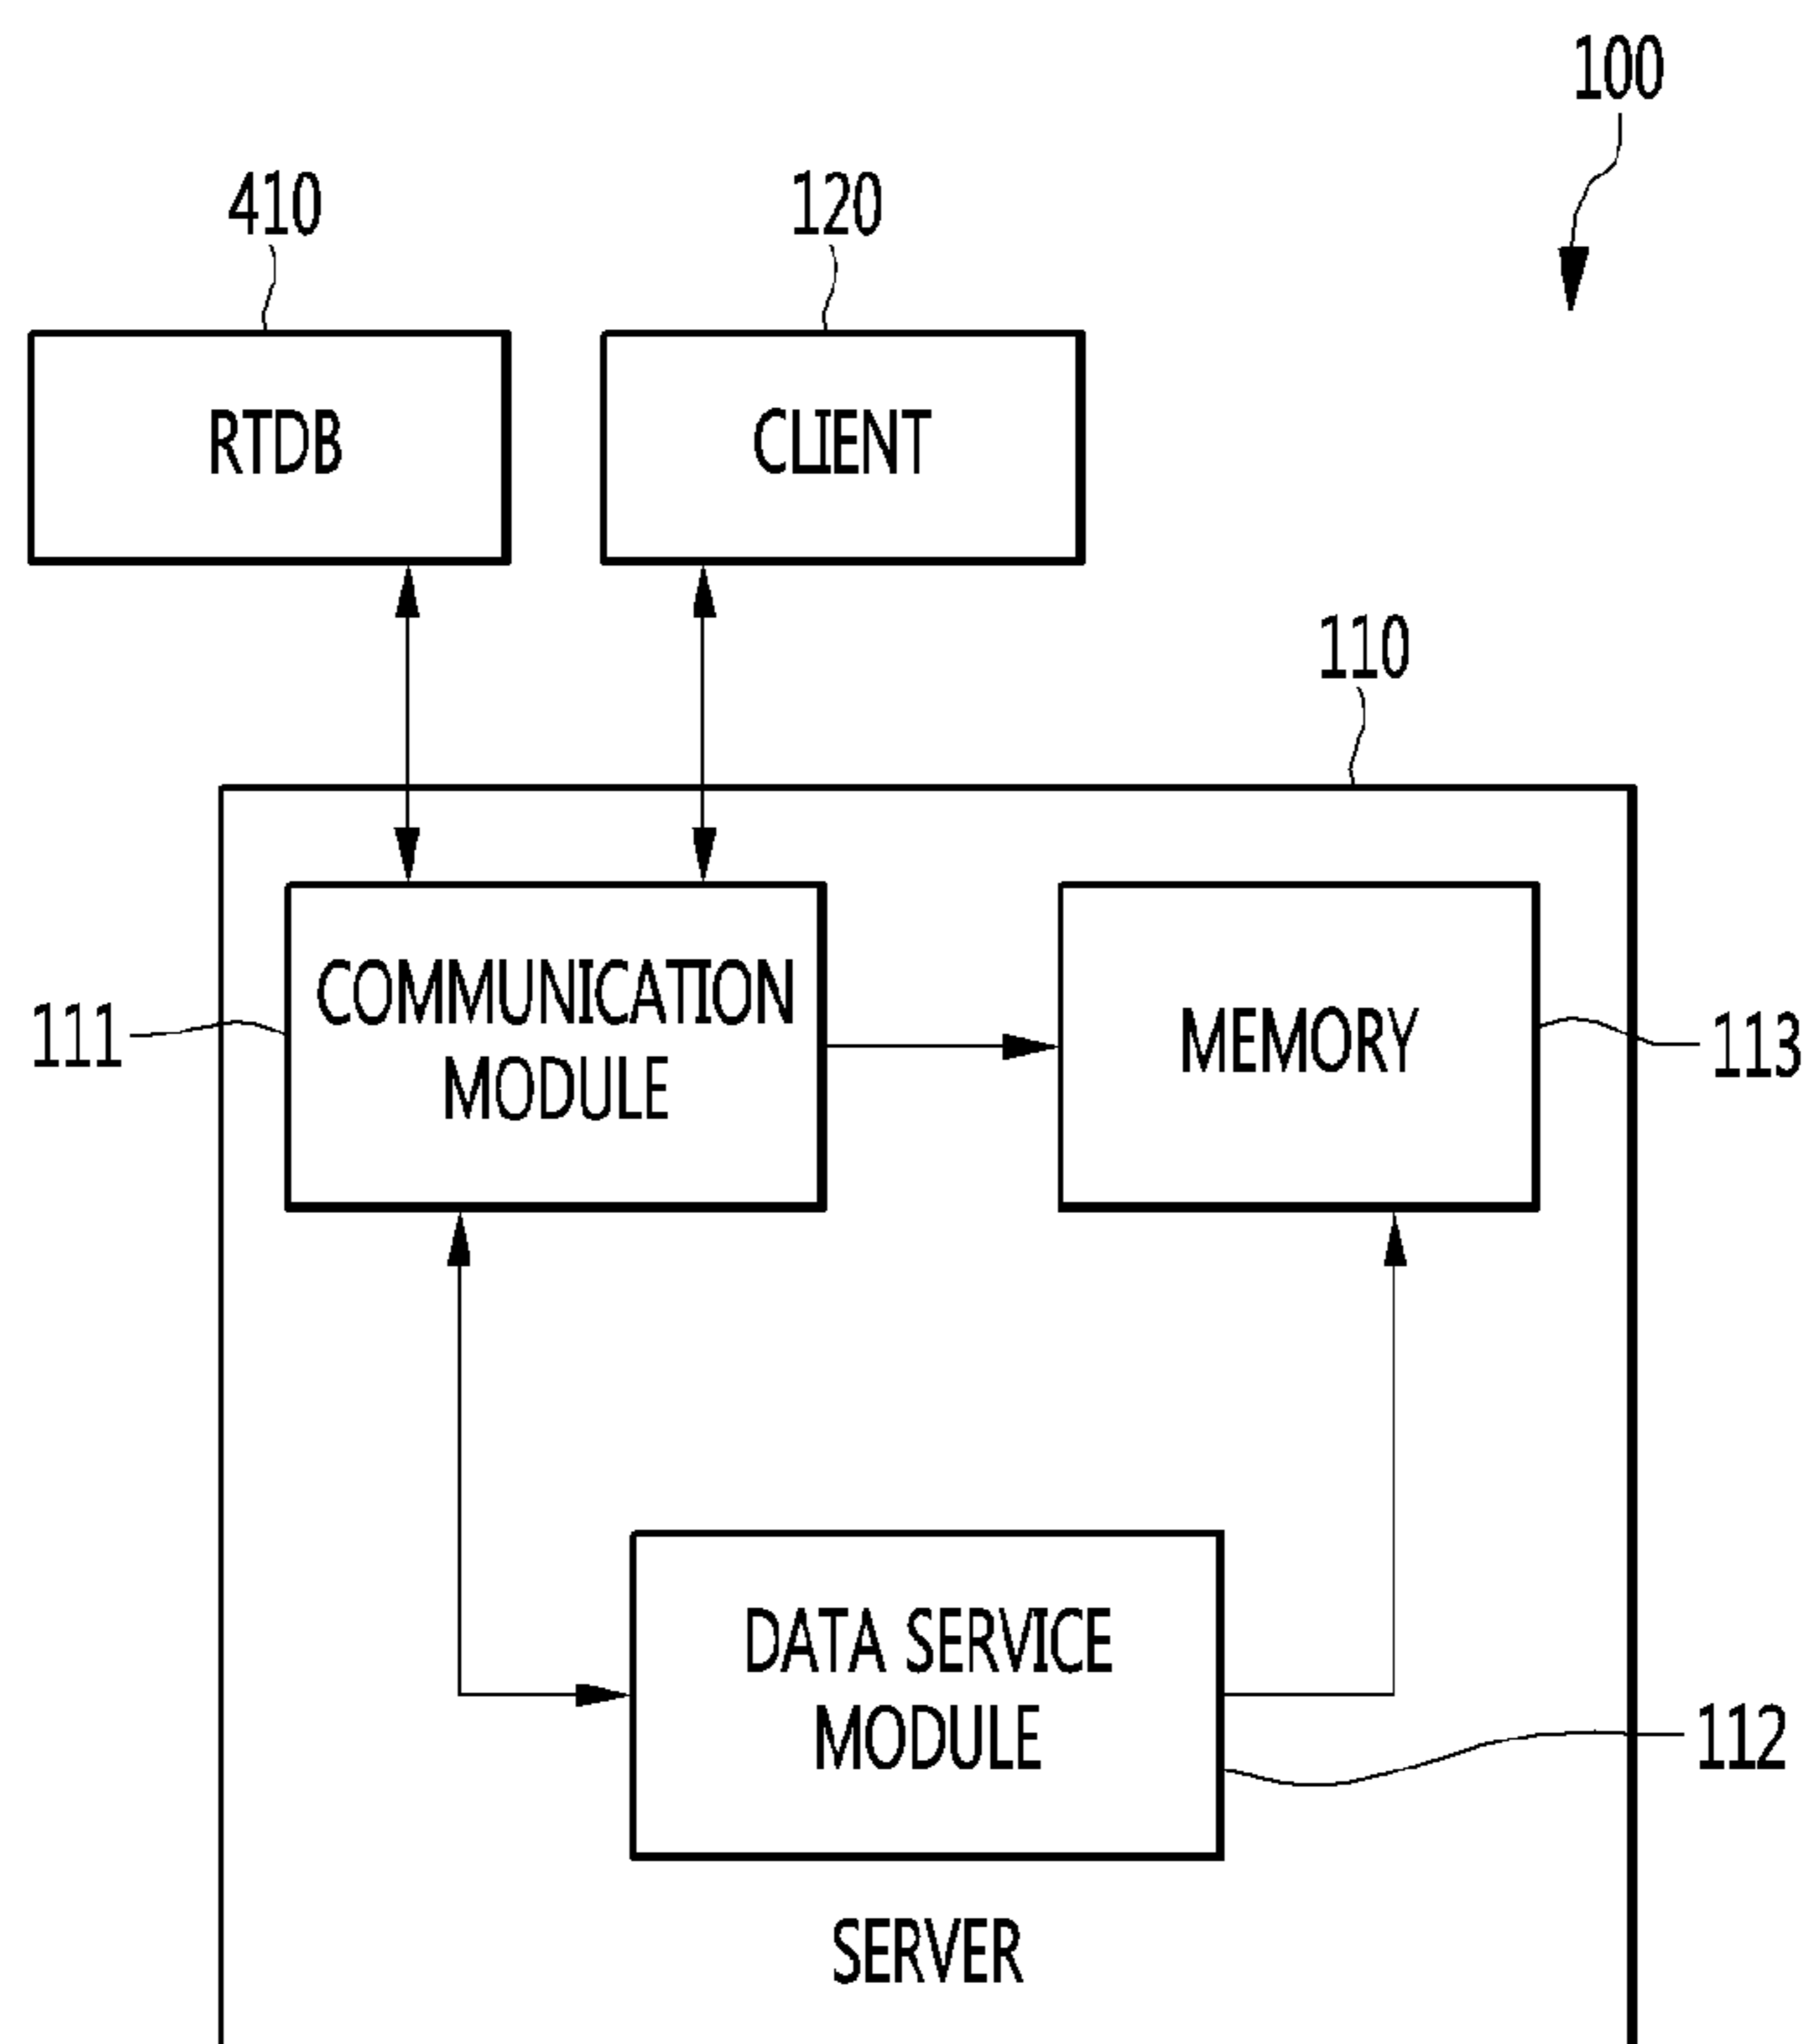 100
410
120
RTDB
CLIENT
110
COMMUNICATION
MODULE
MEMORY
111
113
DATA SERVICE
MODULE
112
SERVER